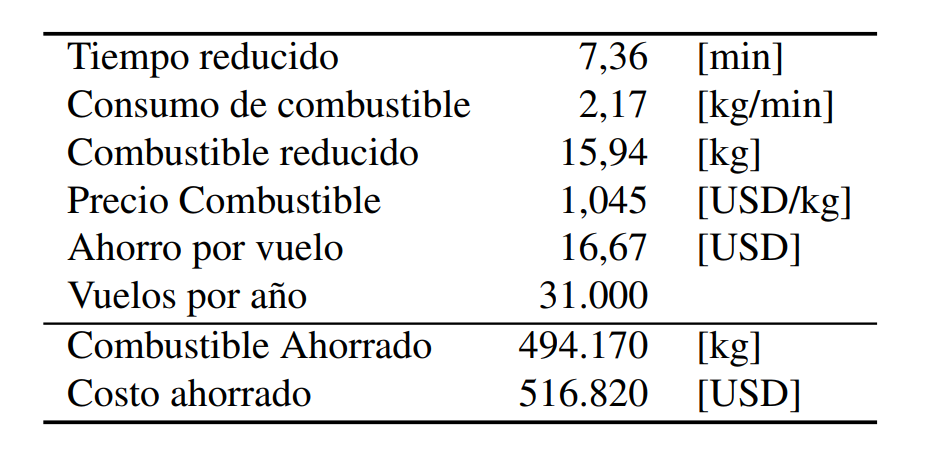 Tiempo reducido 7,36 [min]
Consumo de combustible 2,17 [kg/min]
Combustible reducido 15,94 [kg]
Precio Combustible 1,045 [USD/kg]
Ahorro por vuelo 16,67 [USD]
Vuelos por año 31.000
Combustible Ahorrado 494.170 [kg]
Costo ahorrado 516.820 [USD]